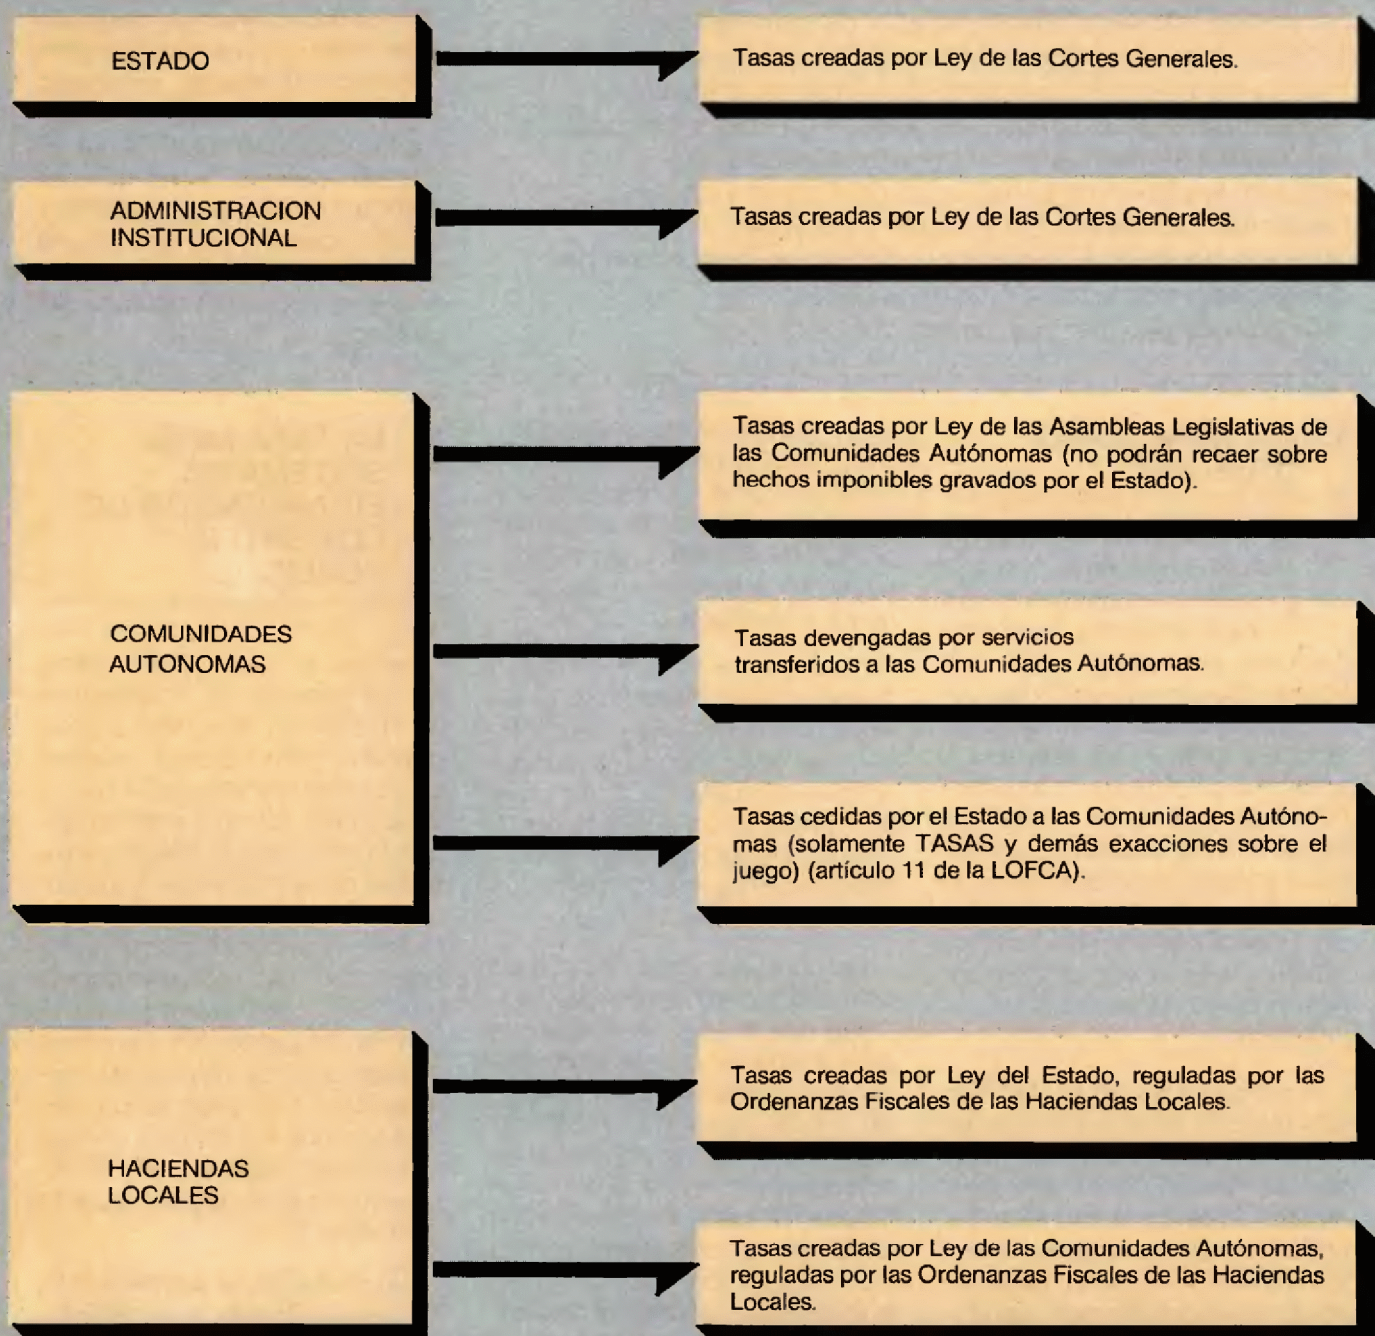 ESTADO
Tasas creadas por Ley de las Cortes Generales.
ADMINISTRACION
INSTITUCIONAL
Tasas creadas por Ley de las Cortes Generales.
COMUNIDADES
AUTONOMAS
Tasas creadas por Ley de las Asambleas Legislativas de
las Comunidades Autónomas (no podrán recaer sobre
hechos imponibles gravados por el Estado).
Tasas devengadas por servicios
transferidos a las Comunidades Autónomas.
Tasas cedidas por el Estado a las Comunidades Autóno-
mas (solamente TASAS y demás exacciones sobre el
juego) (artículo 11 de la LOFCA).
HACIENDAS
LOCALES
Tasas creadas por Ley del Estado, reguladas por las
Ordenanzas Fiscales de las Haciendas Locales.
Tasas creadas por Ley de las Comunidades Autónomas,
reguladas por las Ordenanzas Fiscales de las Haciendas
Locales.